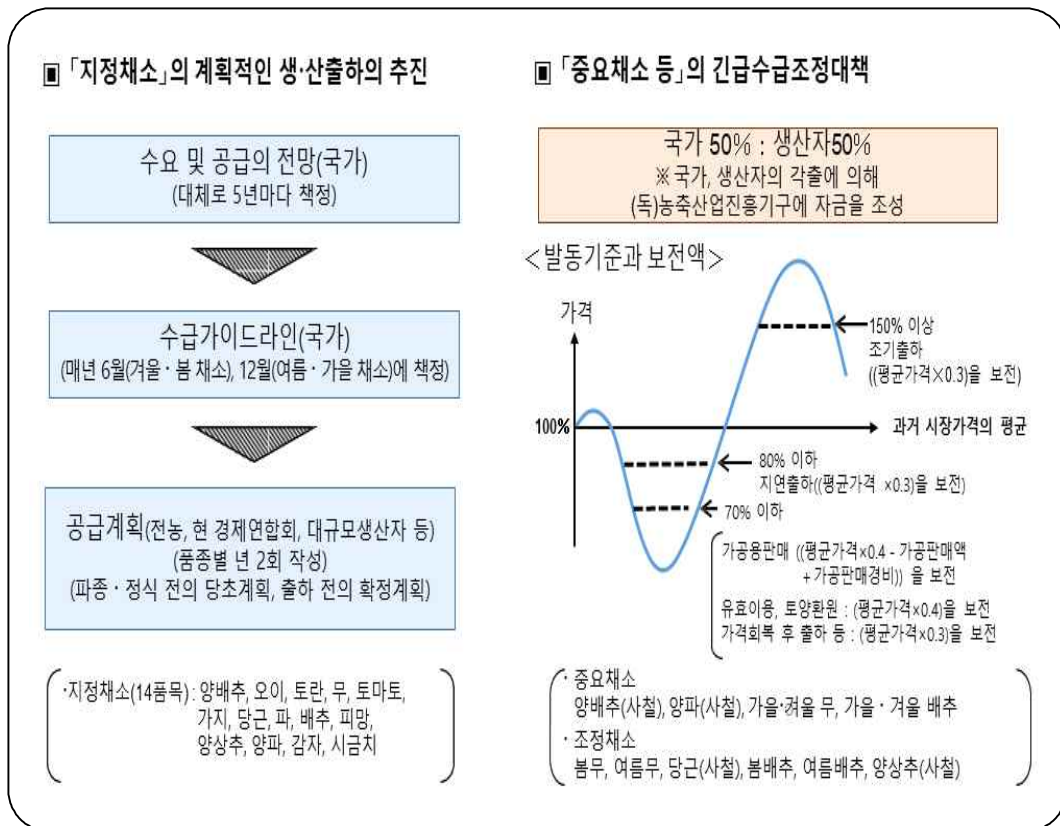 ▣「지정채소」의 계획적인 생·산출하의 추진
수요 및 공급의 전망(국가)
(대체로 5년마다 책정)
수급가이드라인(국가)
(매년 6월(겨울·봄 채소), 12월(여름·가을 채소)에 책정)
공급계획(전농, 현 경제연합회, 대규모생산자 등)
(품종별 년 2회 작성)
(파종·정식 전의 당초계획, 출하 전의 확정계획)
·지정채소(14품목) : 양배추, 오이, 토란, 무, 토마토,
가지, 당근, 파, 배추, 피망,
양상추, 양파, 감자, 시금치
▣「중요채소 등」의 긴급수급조정대책
국가 50% : 생산자50%
※ 국가, 생산자의 각출에 의해
(독)농축산업진흥기구에 자금을 조성
<발동기준과 보전액>
가격
150% 이상
조기출하
((평균가격×0.3)을 보전)
100%
과거 시장가격의 평균
80% 이하
지연출하((평균가격 ×0.3)을 보전)
70% 이하
가공용판매 ((평균가격×0.4 - 가공판매액
+가공판매경비)) 을 보전
유효이용, 토양환원 : (평균가격×0.4)을 보전
가격회복 후 출하 등 : (평균가격×0.3)을 보전
· 중요채소
양배추(사철), 양파(사철), 가을·겨울 무, 가을·겨울 배추
· 조정채소
봄무, 여름무, 당근(사철), 봄배추, 여름배추, 양상추(사철)